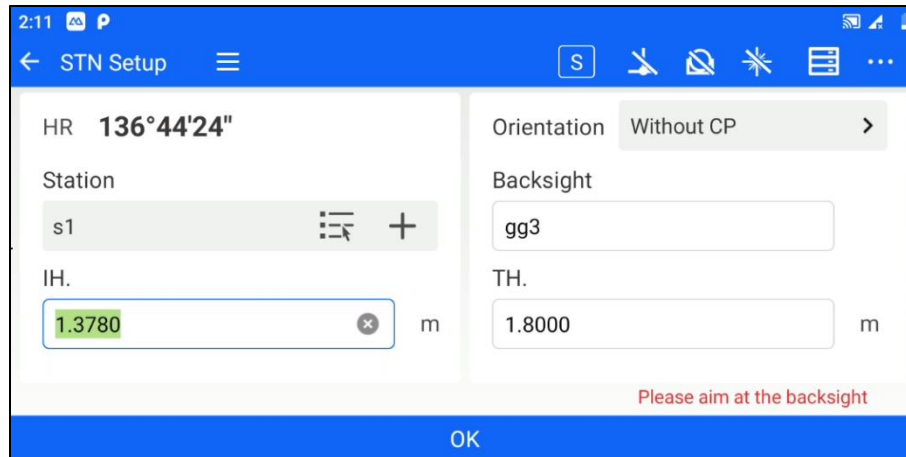 2:11
STN Setup
S
HR 136°44'24"
Orientation Without CP
Station
Backsight
s1
gg3
IH.
TH.
1.3780 m
1.8000 m
Please aim at the backsight
OK